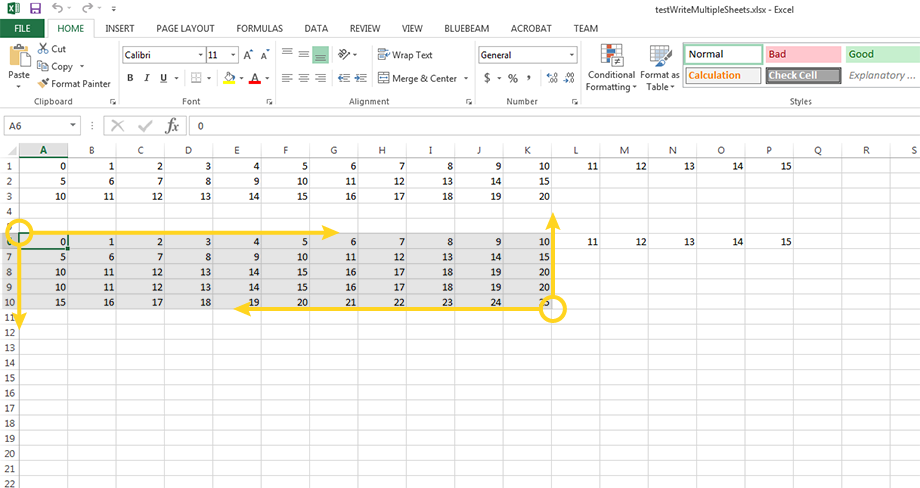 testWriteMultipleSheets.xlsx - Excel
FILE HOME INSERT PAGE LAYOUT FORMULAS DATA REVIEW VIEW BLUEBEAM ACROBAT TEAM
Paste
Cut
Copy
Format Painter
Clipboard
Calibri 11
B I U A
Font
Wrap Text
Merge & Center
Alignment
General
$ % ,
Number
Conditional Formatting
Format as Table
Normal Bad Good
Calculation Check Cell Explanatory ...
Styles
A6 fx 0
A B C D E F G H I J K L M N O P Q R S
1 0 1 2 3 4 5 6 7 8 9 10 11 12 13 14 15
2 5 6 7 8 9 10 11 12 13 14 15
3 10 11 12 13 14 15 16 17 18 19 20
4
5
6 0 1 2 3 4 5 6 7 8 9 10 11 12 13 14 15
7 5 6 7 8 9 10 11 12 13 14 15
8 10 11 12 13 14 15 16 17 18 19 20
9 10 11 12 13 14 15 16 17 18 19 20
10 15 16 17 18 19 20 21 22 23 24 25
11
12
13
14
15
16
17
18
19
20
21
22